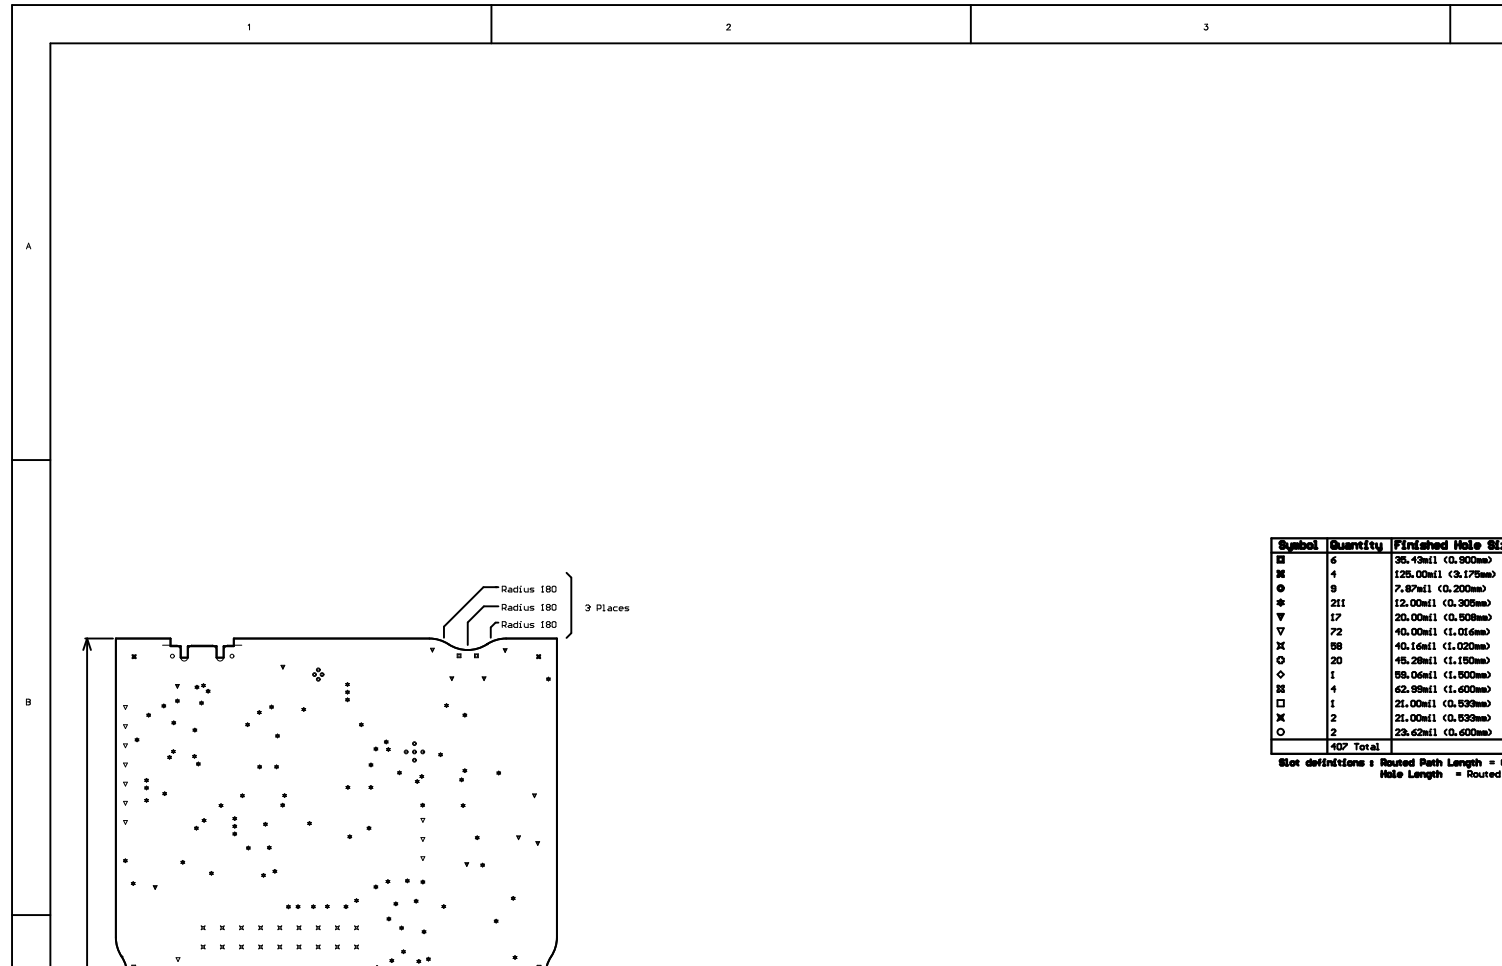 1 2 3
A
Symbol Quantity Finished Hole Si
6 35.43mil (0.900mm)
4 125.00mil (3.175mm)
9 7.87mil (0.200mm)
211 12.00mil (0.305mm)
17 20.00mil (0.508mm)
72 40.00mil (1.016mm)
58 40.16mil (1.020mm)
20 45.28mil (1.150mm)
1 59.06mil (1.500mm)
4 62.99mil (1.600mm)
1 21.00mil (0.533mm)
2 21.00mil (0.533mm)
2 23.62mil (0.600mm)
407 Total
Slot definitions : Routed Path Length =
Hole Length = Routed
Radius 180
Radius 180
Radius 180
3 Places
B